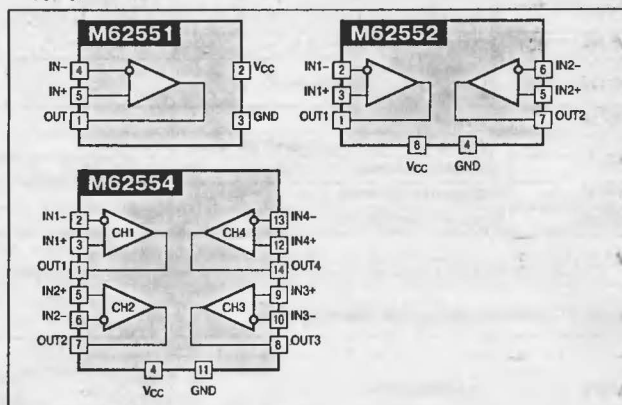 M62551
IN- 4
IN+ 5
OUT 1
2 VCC
3 GND
M62552
IN1- 2
IN1+ 3
OUT1 1
6 IN2-
5 IN2+
7 OUT2
8 4
VCC GND
M62554
IN1- 2
IN1+ 3
OUT1 1
CH1
CH4
13 IN4-
12 IN4+
14 OUT4
IN2+ 5
IN2- 6
OUT2 7
CH2
CH3
9 IN3+
10 IN3-
8 OUT3
4 11
VCC GND